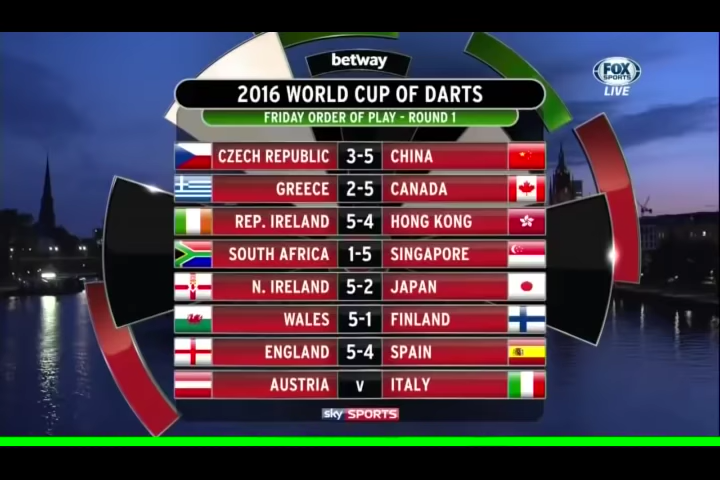 betway
FOX
SPORTS
LIVE
2016 WORLD CUP OF DARTS
FRIDAY ORDER OF PLAY - ROUND 1
CZECH REPUBLIC 3-5 CHINA
GREECE 2-5 CANADA
REP. IRELAND 5-4 HONG KONG
SOUTH AFRICA 1-5 SINGAPORE
N. IRELAND 5-2 JAPAN
WALES 5-1 FINLAND
ENGLAND 5-4 SPAIN
AUSTRIA v ITALY
sky SPORTS